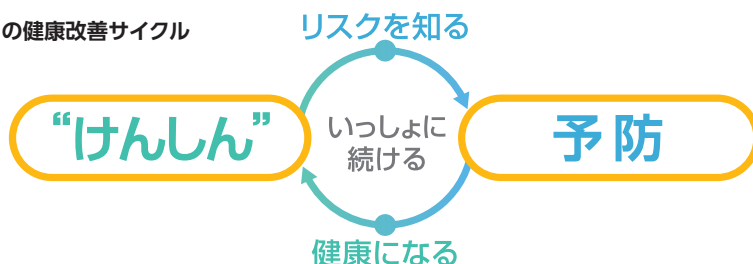 の健康改善サイクル
リスクを知る
“けんしん”
いっしょに
続ける
予防
健康になる